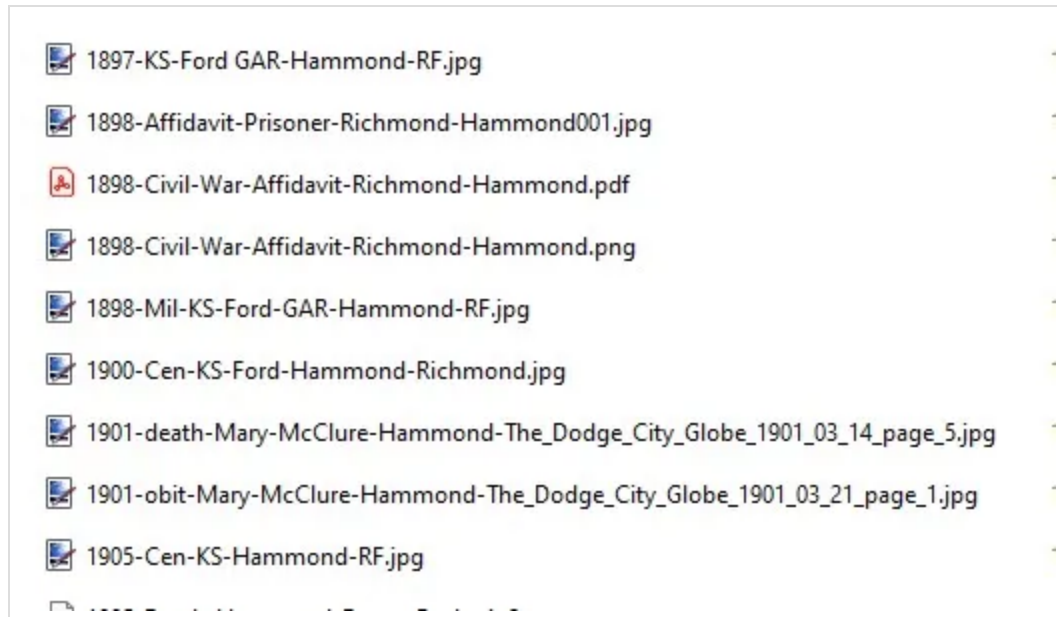 1897-KS-Ford GAR-Hammond-RF.jpg
1898-Affidavit-Prisoner-Richmond-Hammond001.jpg
1898-Civil-War-Affidavit-Richmond-Hammond.pdf
1898-Civil-War-Affidavit-Richmond-Hammond.png
1898-Mil-KS-Ford-GAR-Hammond-RF.jpg
1900-Cen-KS-Ford-Hammond-Richmond.jpg
1901-death-Mary-McClure-Hammond-The_Dodge_City_Globe_1901_03_14_page_5.jpg
1901-obit-Mary-McClure-Hammond-The_Dodge_City_Globe_1901_03_21_page_1.jpg
1905-Cen-KS-Hammond-RF.jpg